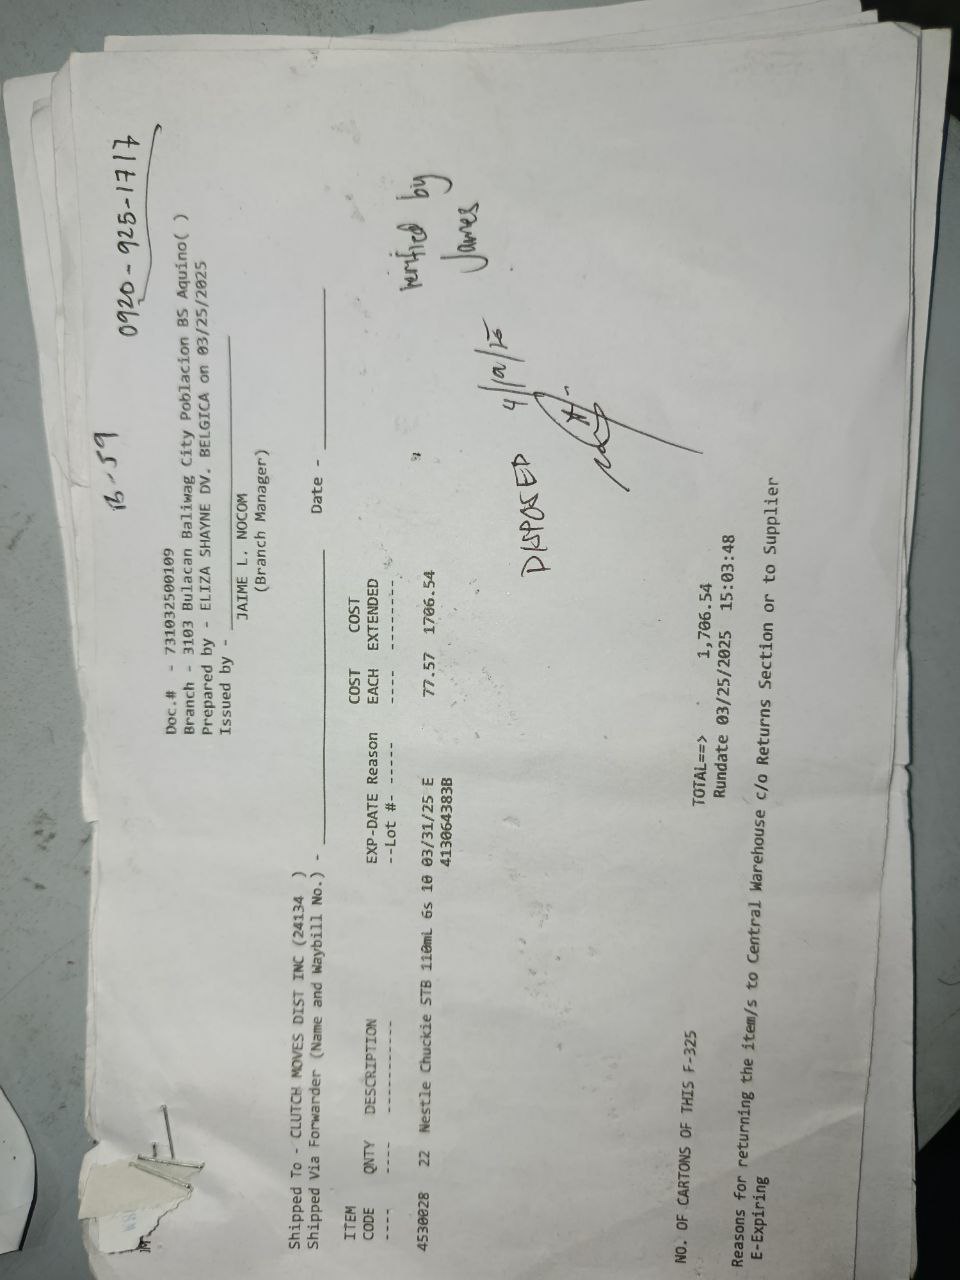 B-59
0920-925-1717
Doc.# - 731032500109
Branch - 3103 Bulacan Baliwag City Poblacion BS Aquino( )
Prepared by - ELIZA SHAYNE DV. BELGICA on 03/25/2025
Issued by -
JAIME L. NOCOM
(Branch Manager)
Shipped To - CLUTCH MOVES DIST INC (24134 )
Shipped Via Forwarder (Name and Waybill No.) - Date -
ITEM COST COST
CODE QNTY DESCRIPTION EXP-DATE Reason EACH EXTENDED
---- ---- ----------- --Lot #- ----- ---- --------
4530028 22 Nestle Chuckie STB 110mL 6s 10 03/31/25 E 77.57 1706.54
413064383B
verified by
James
DISPOSED 4/10/25
TOTAL==> 1,706.54
NO. OF CARTONS OF THIS F-325 Rundate 03/25/2025 15:03:48
Reasons for returning the item/s to Central Warehouse c/o Returns Section or to Supplier
E-Expiring